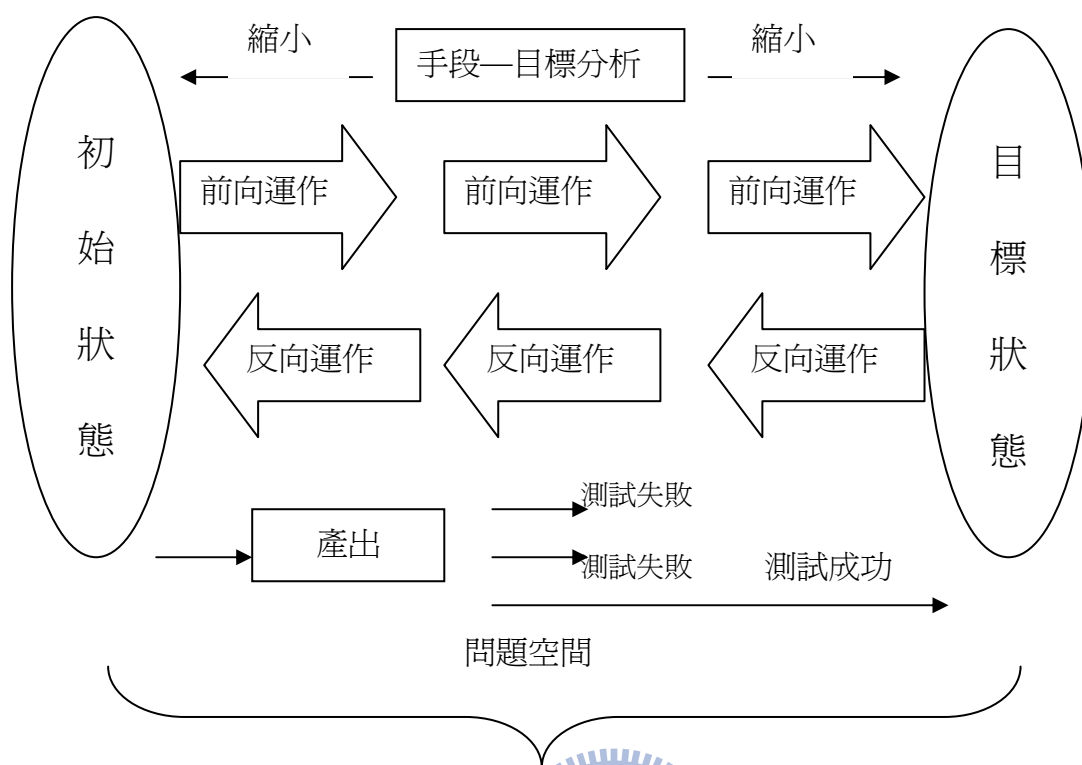 縮小
手段—目標分析
縮小
初始狀態
前向運作
前向運作
前向運作
目標狀態
反向運作
反向運作
反向運作
測試失敗
產出
測試失敗
測試成功
問題空間